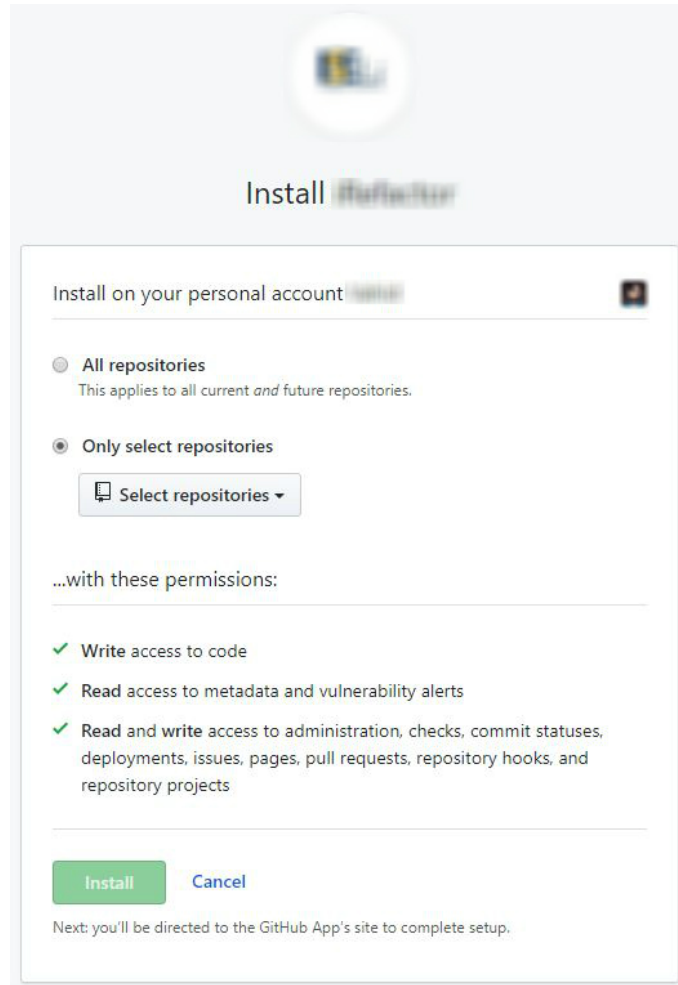 Install
Install on your personal account
All repositories
This applies to all current and future repositories.
Only select repositories
Select repositories
...with these permissions:
Write access to code
Read access to metadata and vulnerability alerts
Read and write access to administration, checks, commit statuses,
deployments, issues, pages, pull requests, repository hooks, and
repository projects
Install Cancel
Next: you'll be directed to the GitHub App's site to complete setup.